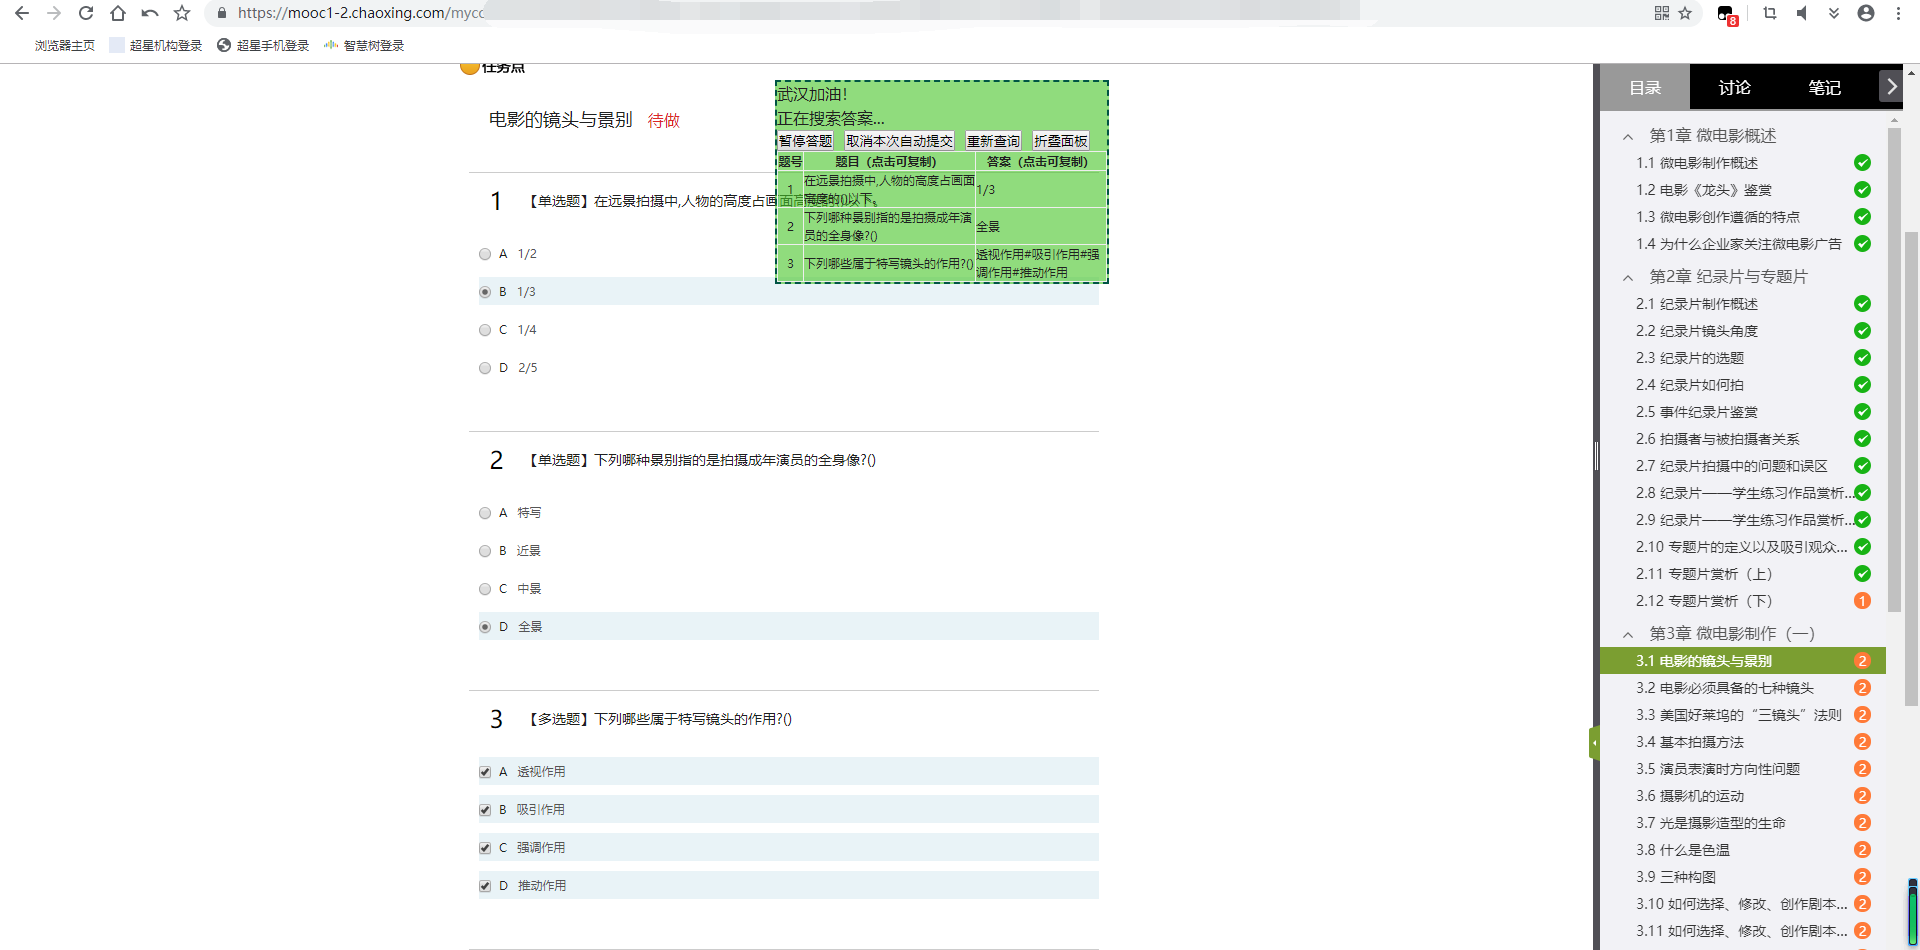 https://mooc1-2.chaoxing.com/mycc
8
浏览器主页 超星机构登录 超星手机登录 智慧树登录
任务点
电影的镜头与景别 待做
武汉加油!
正在搜索答案...
暂停答题 取消本次自动提交 重新查询 折叠面板
题号 题目（点击可复制） 答案（点击可复制）
1 在远景拍摄中,人物的高度占画面高度的()以下。 1/3
2 下列哪种景别指的是拍摄成年演员的全身像?() 全景
3 下列哪些属于特写镜头的作用?() 透视作用#吸引作用#强调作用#推动作用
1 【单选题】在远景拍摄中,人物的高度占画面高
A 1/2
B 1/3
C 1/4
D 2/5
2 【单选题】下列哪种景别指的是拍摄成年演员的全身像?()
A 特写
B 近景
C 中景
D 全景
3 【多选题】下列哪些属于特写镜头的作用?()
A 透视作用
B 吸引作用
C 强调作用
D 推动作用
目录 讨论 笔记
第1章 微电影概述
1.1 微电影制作概述
1.2 电影《龙头》鉴赏
1.3 微电影创作遵循的特点
1.4 为什么企业家关注微电影广告
第2章 纪录片与专题片
2.1 纪录片制作概述
2.2 纪录片镜头角度
2.3 纪录片的选题
2.4 纪录片如何拍
2.5 事件纪录片鉴赏
2.6 拍摄者与被拍摄者关系
2.7 纪录片拍摄中的问题和误区
2.8 纪录片——学生练习作品赏析...
2.9 纪录片——学生练习作品赏析...
2.10 专题片的定义以及吸引观众...
2.11 专题片赏析（上）
2.12 专题片赏析（下） 1
第3章 微电影制作（一）
3.1 电影的镜头与景别 2
3.2 电影必须具备的七种镜头 2
3.3 美国好莱坞的“三镜头”法则 2
3.4 基本拍摄方法 2
3.5 演员表演时方向性问题 2
3.6 摄影机的运动 2
3.7 光是摄影造型的生命 2
3.8 什么是色温 2
3.9 三种构图 2
3.10 如何选择、修改、创作剧本... 2
3.11 如何选择、修改、创作剧本... 2